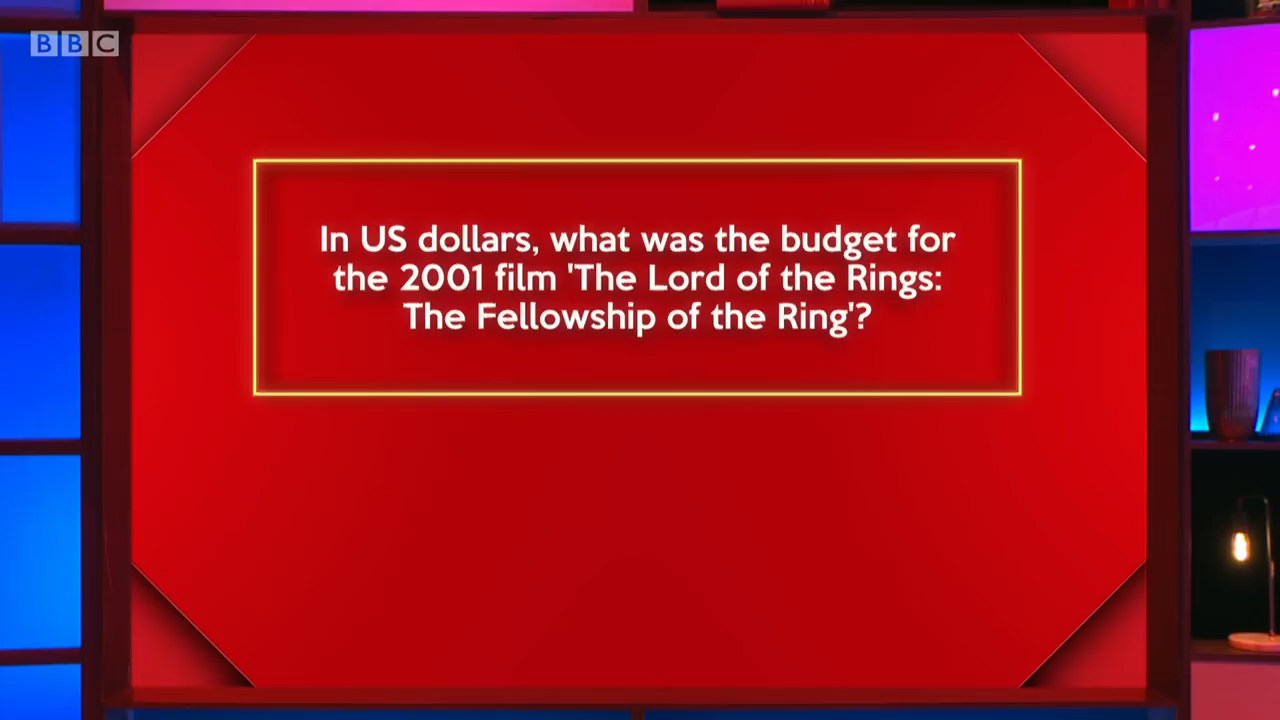 BBC
In US dollars, what was the budget for
the 2001 film 'The Lord of the Rings:
The Fellowship of the Ring'?